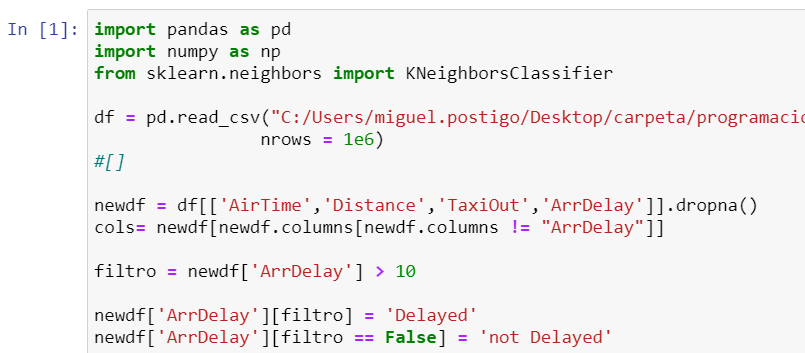 In [1]: import pandas as pd
import numpy as np
from sklearn.neighbors import KNeighborsClassifier
df = pd.read_csv("C:/Users/miguel.postigo/Desktop/carpeta/programacio
nrows = 1e6)
#[]
newdf = df[['AirTime','Distance','TaxiOut','ArrDelay']].dropna()
cols= newdf[newdf.columns[newdf.columns != "ArrDelay"]]
filtro = newdf['ArrDelay'] > 10
newdf['ArrDelay'][filtro] = 'Delayed'
newdf['ArrDelay'][filtro == False] = 'not Delayed'